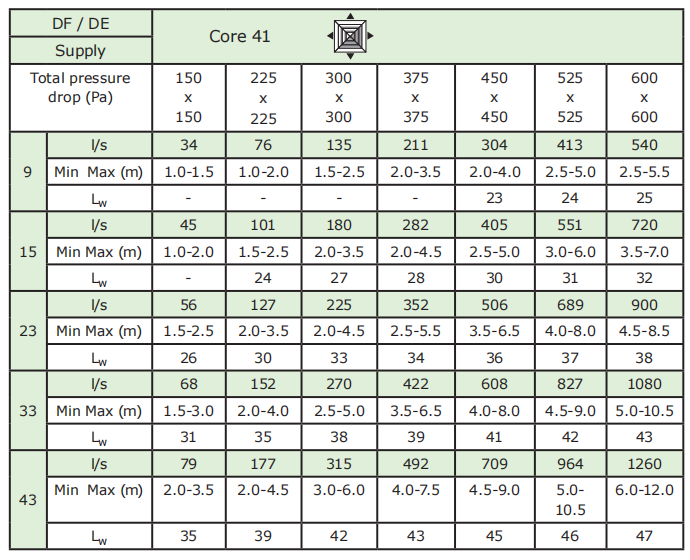 DF / DE
Supply
Core 41
Total pressure drop (Pa) 150 x 150 225 x 225 300 x 300 375 x 375 450 x 450 525 x 525 600 x 600
9
l/s 34 76 135 211 304 413 540
Min Max (m) 1.0-1.5 1.0-2.0 1.5-2.5 2.0-3.5 2.0-4.0 2.5-5.0 2.5-5.5
Lw - - - - 23 24 25
15
l/s 45 101 180 282 405 551 720
Min Max (m) 1.0-2.0 1.5-2.5 2.0-3.5 2.0-4.5 2.5-5.0 3.0-6.0 3.5-7.0
Lw - 24 27 28 30 31 32
23
l/s 56 127 225 352 506 689 900
Min Max (m) 1.5-2.5 2.0-3.5 2.0-4.5 2.5-5.5 3.5-6.5 4.0-8.0 4.5-8.5
Lw 26 30 33 34 36 37 38
33
l/s 68 152 270 422 608 827 1080
Min Max (m) 1.5-3.0 2.0-4.0 2.5-5.0 3.5-6.5 4.0-8.0 4.5-9.0 5.0-10.5
Lw 31 35 38 39 41 42 43
43
l/s 79 177 315 492 709 964 1260
Min Max (m) 2.0-3.5 2.0-4.5 3.0-6.0 4.0-7.5 4.5-9.0 5.0-10.5 6.0-12.0
Lw 35 39 42 43 45 46 47